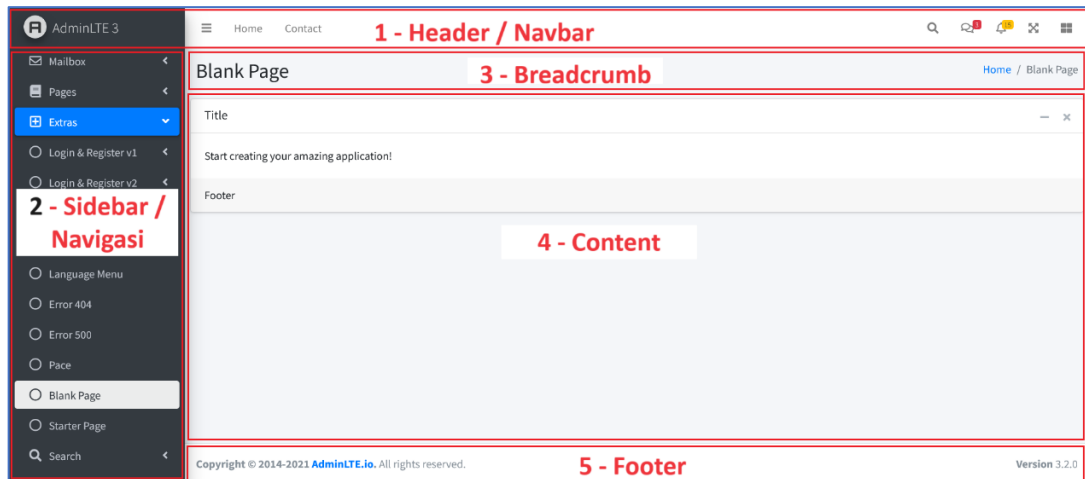 AdminLTE 3
Home Contact
1 - Header / Navbar
3
15
Mailbox
Pages
Extras
Login & Register v1
Login & Register v2
2 - Sidebar /
Navigasi
Language Menu
Error 404
Error 500
Pace
Blank Page
Starter Page
Search
Blank Page
3 - Breadcrumb
Home / Blank Page
Title
Start creating your amazing application!
Footer
4 - Content
Copyright © 2014-2021 AdminLTE.io. All rights reserved.
5 - Footer
Version 3.2.0